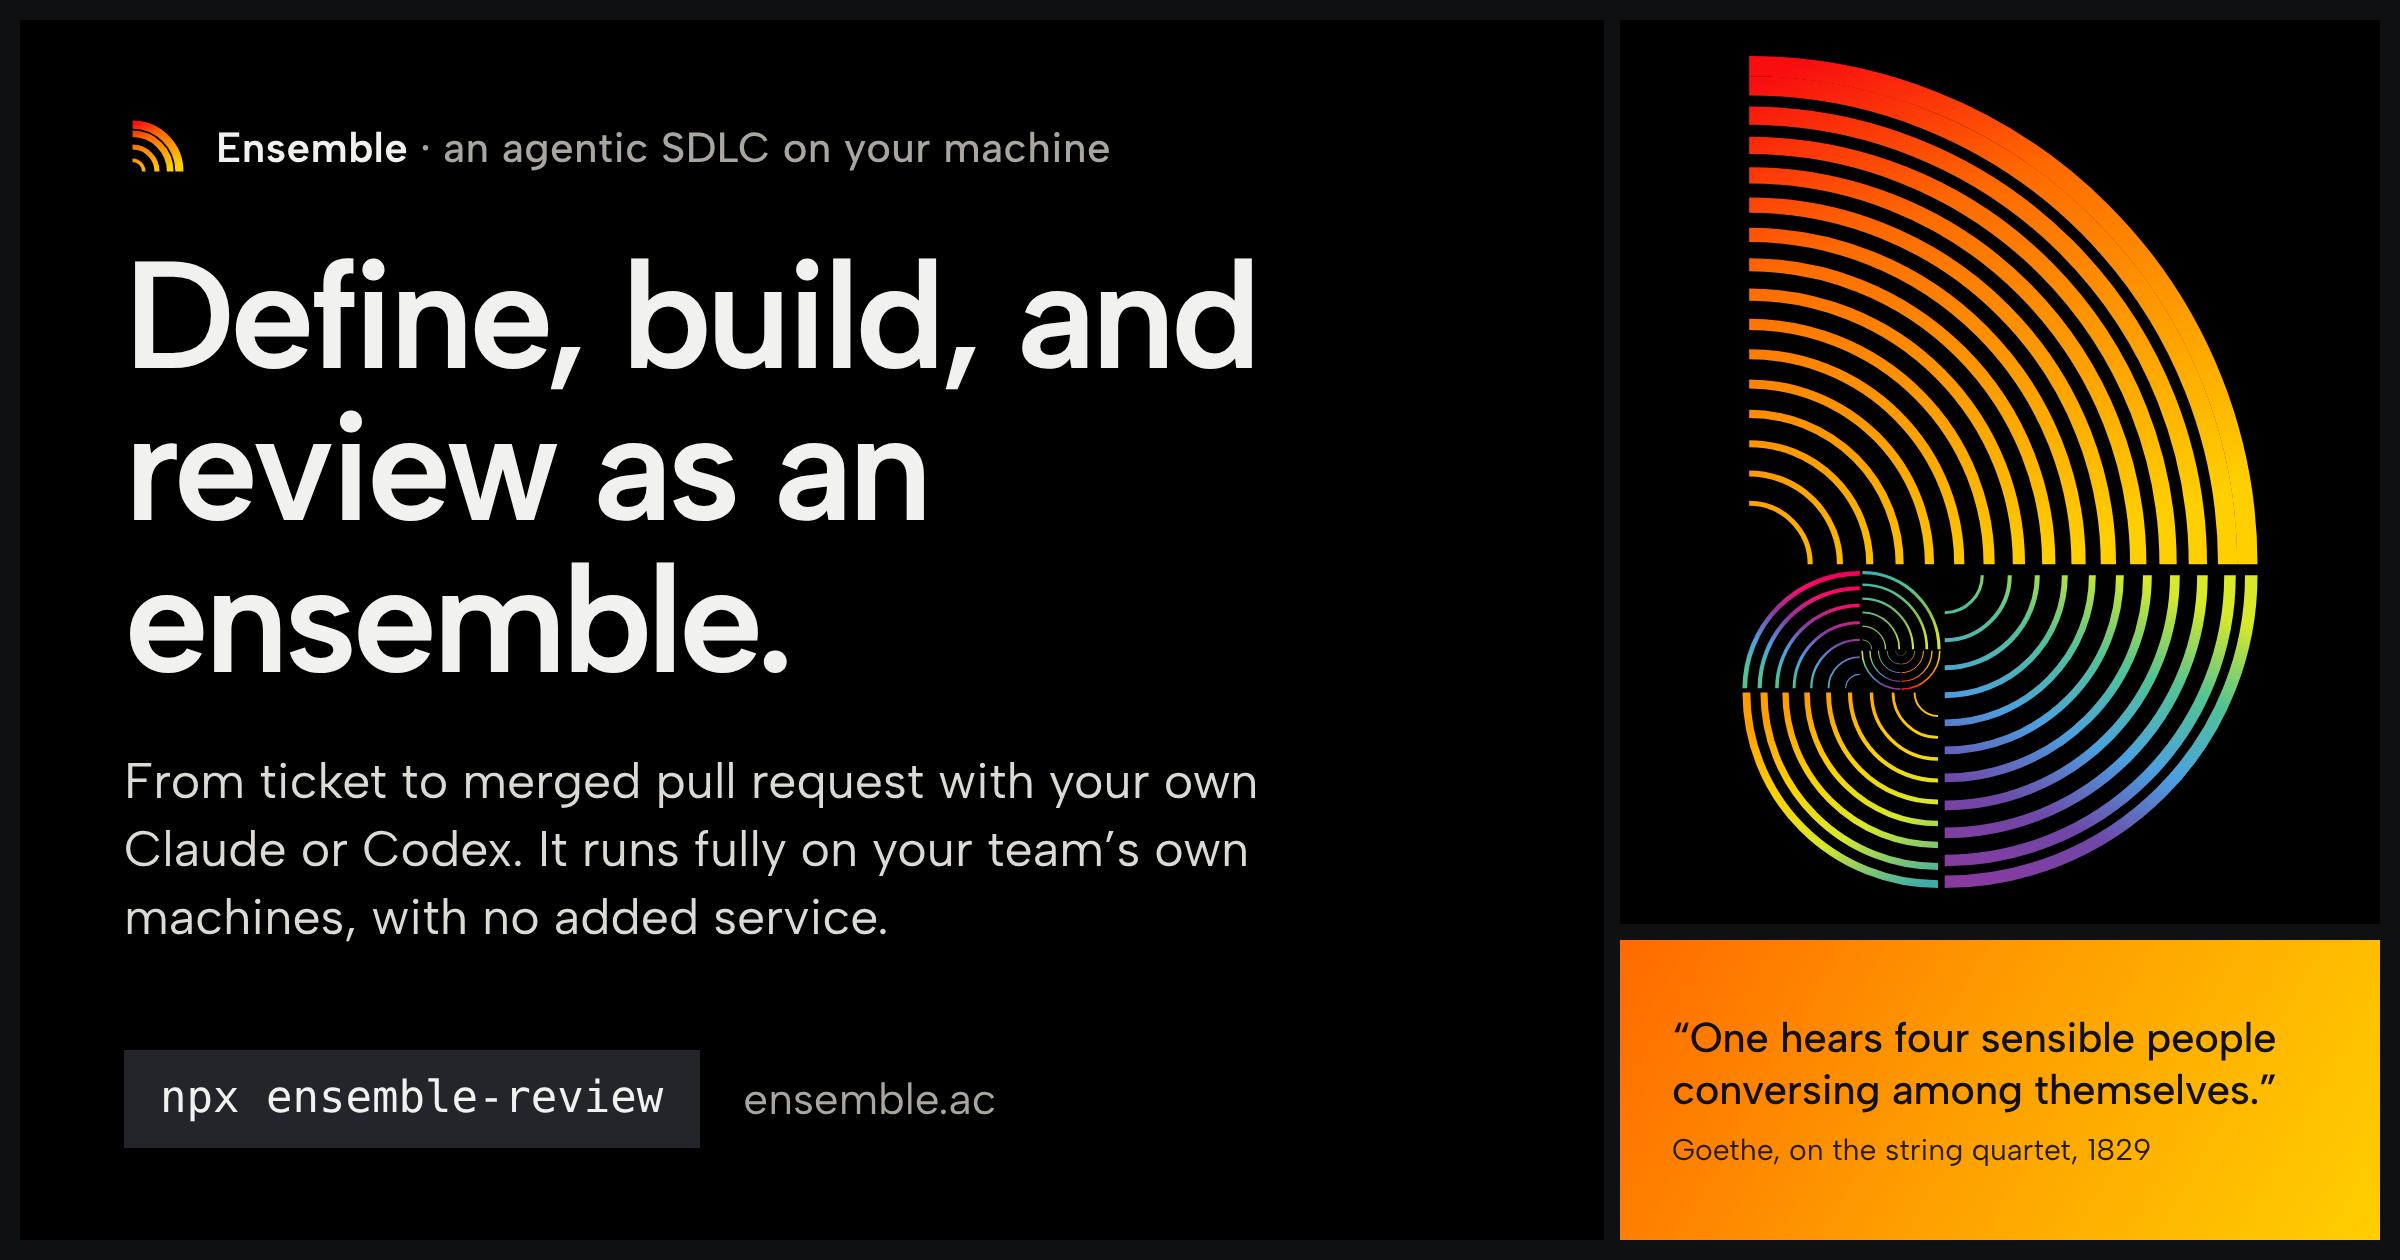 Ensemble · an agentic SDLC on your machine
Define, build, and
review as an
ensemble.
From ticket to merged pull request with your own
Claude or Codex. It runs fully on your team’s own
machines, with no added service.
npx ensemble-review
ensemble.ac
“One hears four sensible people
conversing among themselves.”
Goethe, on the string quartet, 1829